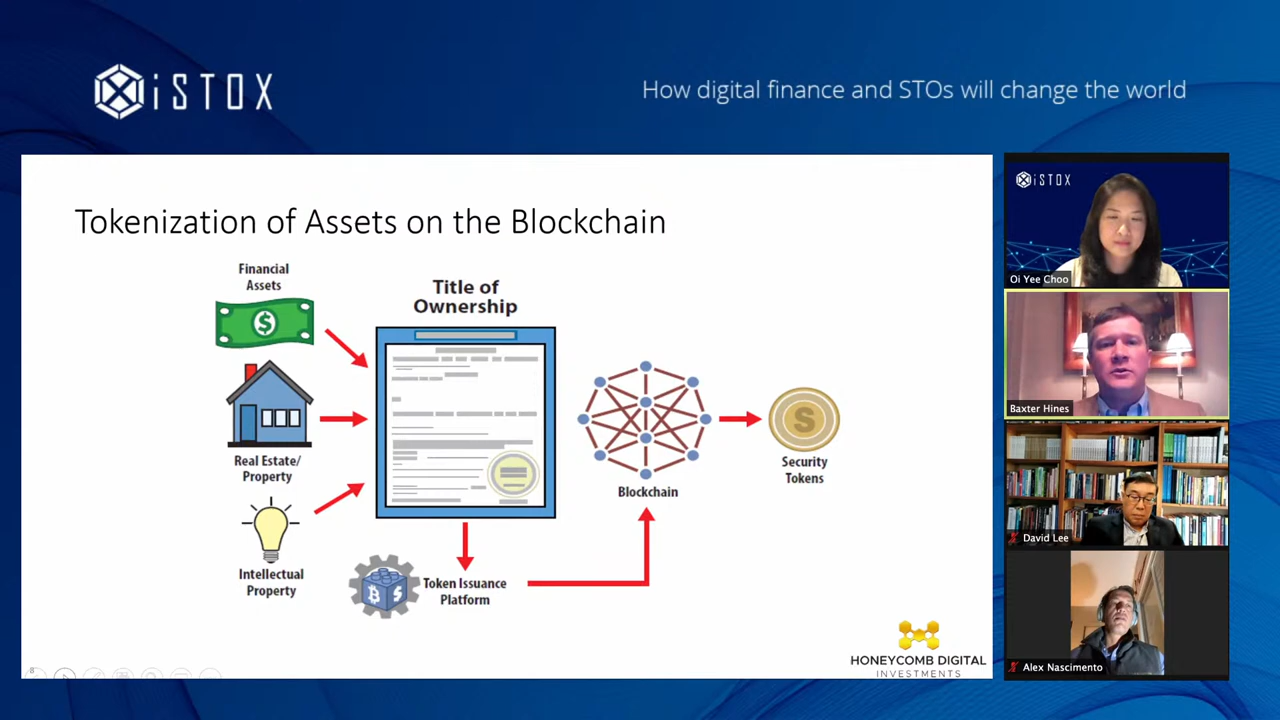 iSTOX
How digital finance and STOs will change the world
Tokenization of Assets on the Blockchain
Financial
Assets
Title of
Ownership
Real Estate/
Property
Intellectual
Property
Token Issuance
Platform
Blockchain
Security
Tokens
8
HONEYCOMB DIGITAL
INVESTMENTS
iSTOX
Oi Yee Choo
Baxter Hines
David Lee
Alex Nascimento